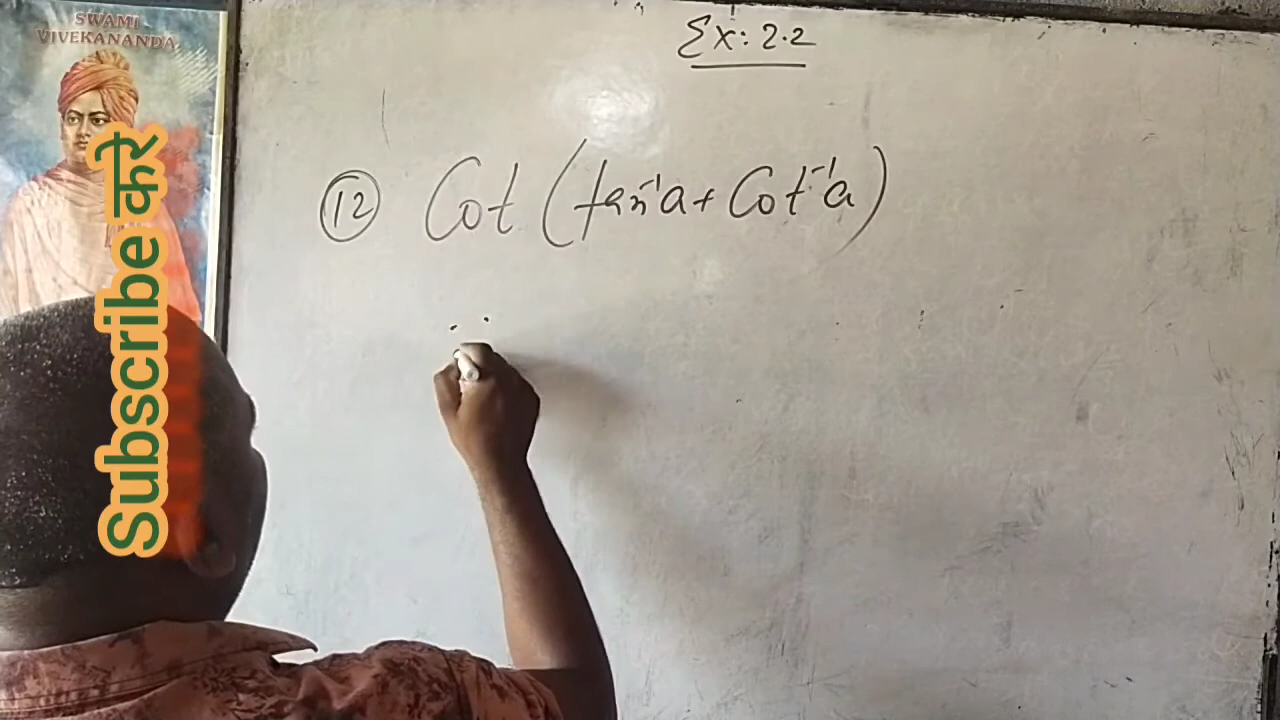 SWAMI
VIVEKANANDA
Ex: 2.2
(12) Cot (tan⁻¹a + Cot⁻¹a)
Subscribe करे